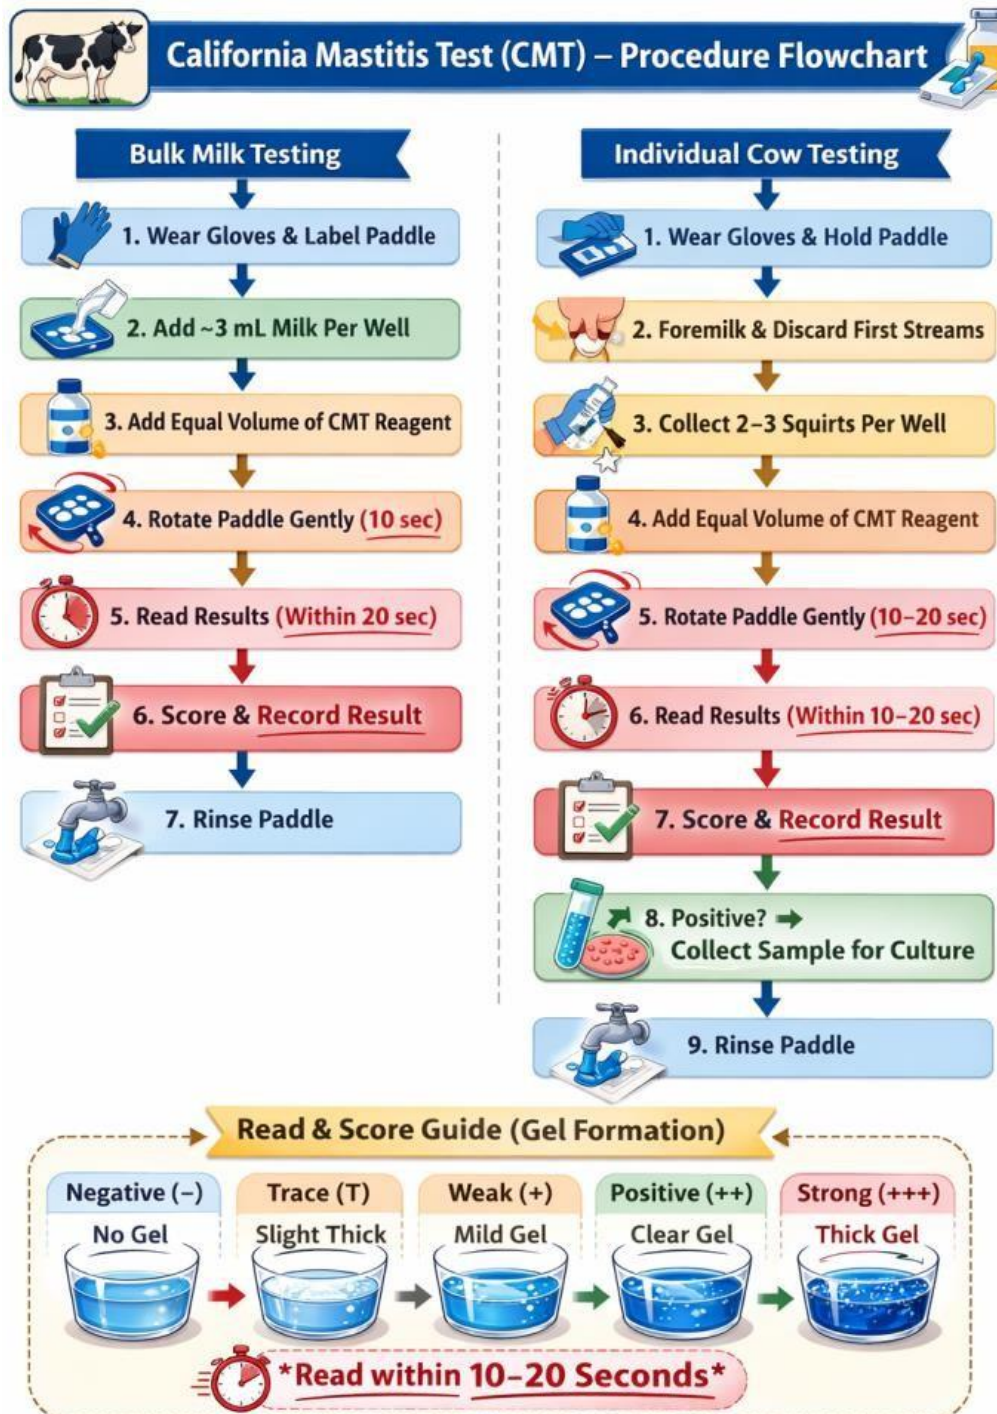 California Mastitis Test (CMT) – Procedure Flowchart
Bulk Milk Testing
1. Wear Gloves & Label Paddle
2. Add ~3 mL Milk Per Well
3. Add Equal Volume of CMT Reagent
4. Rotate Paddle Gently (10 sec)
5. Read Results (Within 20 sec)
6. Score & Record Result
7. Rinse Paddle
Individual Cow Testing
1. Wear Gloves & Hold Paddle
2. Foremilk & Discard First Streams
3. Collect 2–3 Squirts Per Well
4. Add Equal Volume of CMT Reagent
5. Rotate Paddle Gently (10–20 sec)
6. Read Results (Within 10–20 sec)
7. Score & Record Result
8. Positive?
Collect Sample for Culture
9. Rinse Paddle
Read & Score Guide (Gel Formation)
Negative (–)
No Gel
Trace (T)
Slight Thick
Weak (+)
Mild Gel
Positive (++)
Clear Gel
Strong (+++)
Thick Gel
*Read within 10–20 Seconds*